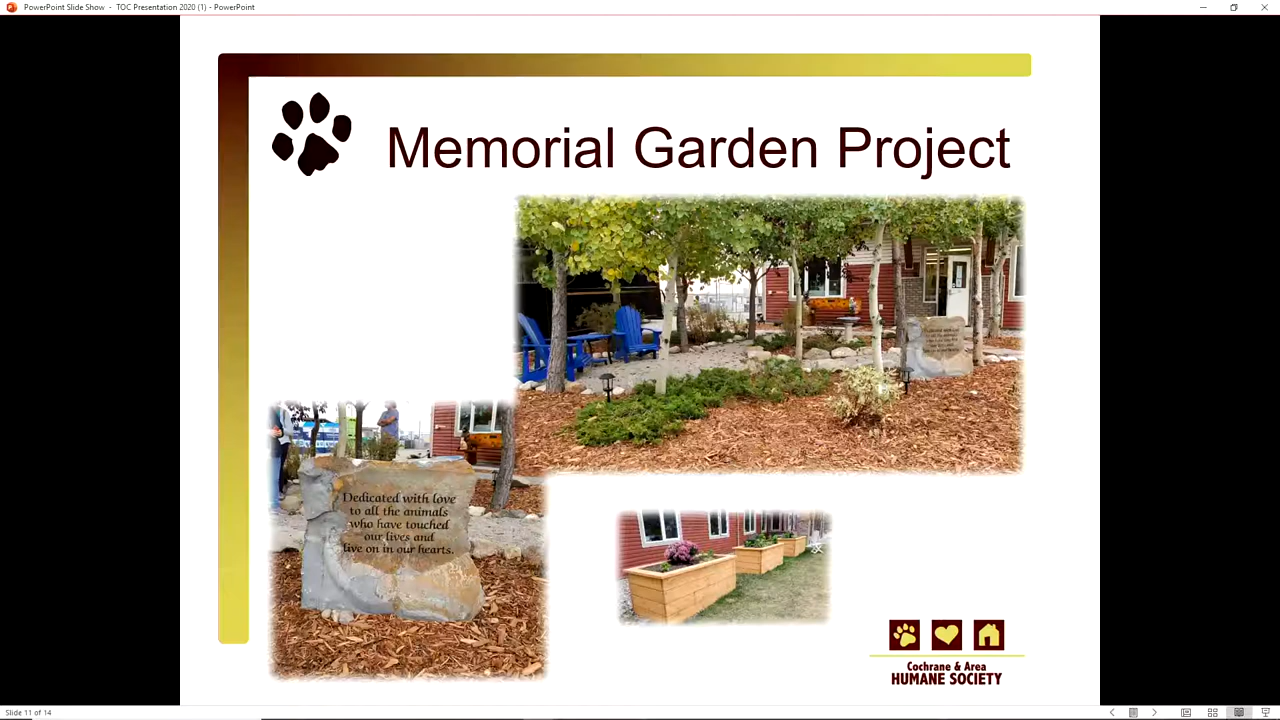 PowerPoint Slide Show - TOC Presentation 2020 (1) - PowerPoint
Memorial Garden Project
Dedicated with love
to all the animals
who have touched
our lives and
live on in our hearts.
Cochrane & Area
HUMANE SOCIETY
Slide 11 of 14